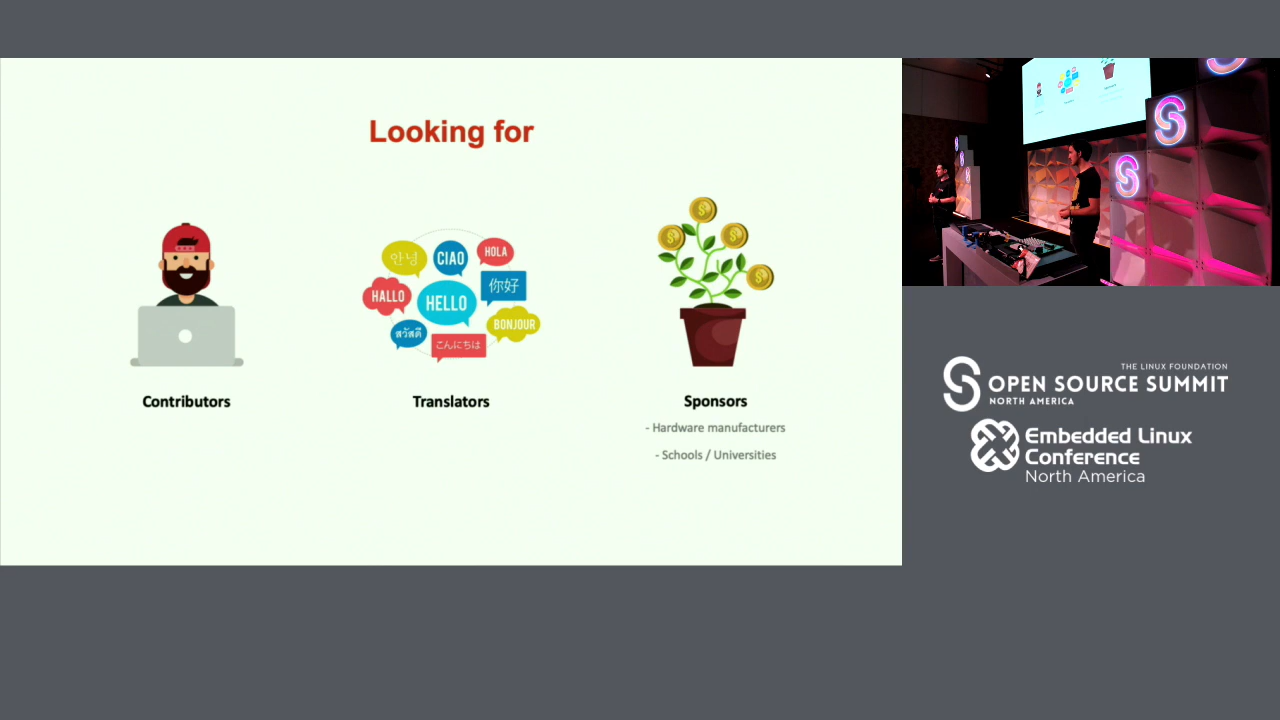 Looking for
안녕
CIAO
HOLA
HALLO
HELLO
你好
สวัสดี
こんにちは
BONJOUR
Contributors
Translators
Sponsors
- Hardware manufacturers
- Schools / Universities
THE LINUX FOUNDATION
OPEN SOURCE SUMMIT
NORTH AMERICA
Embedded Linux
Conference
North America